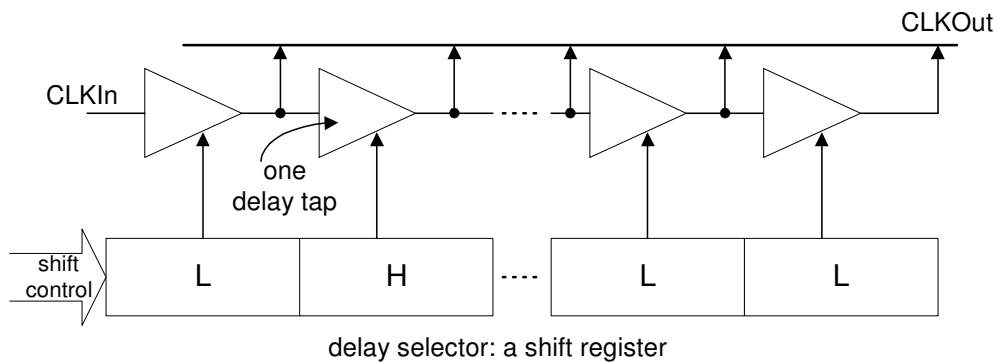 CLKOut
CLKIn
one
delay tap
shift
control
L
H
L
L
delay selector: a shift register